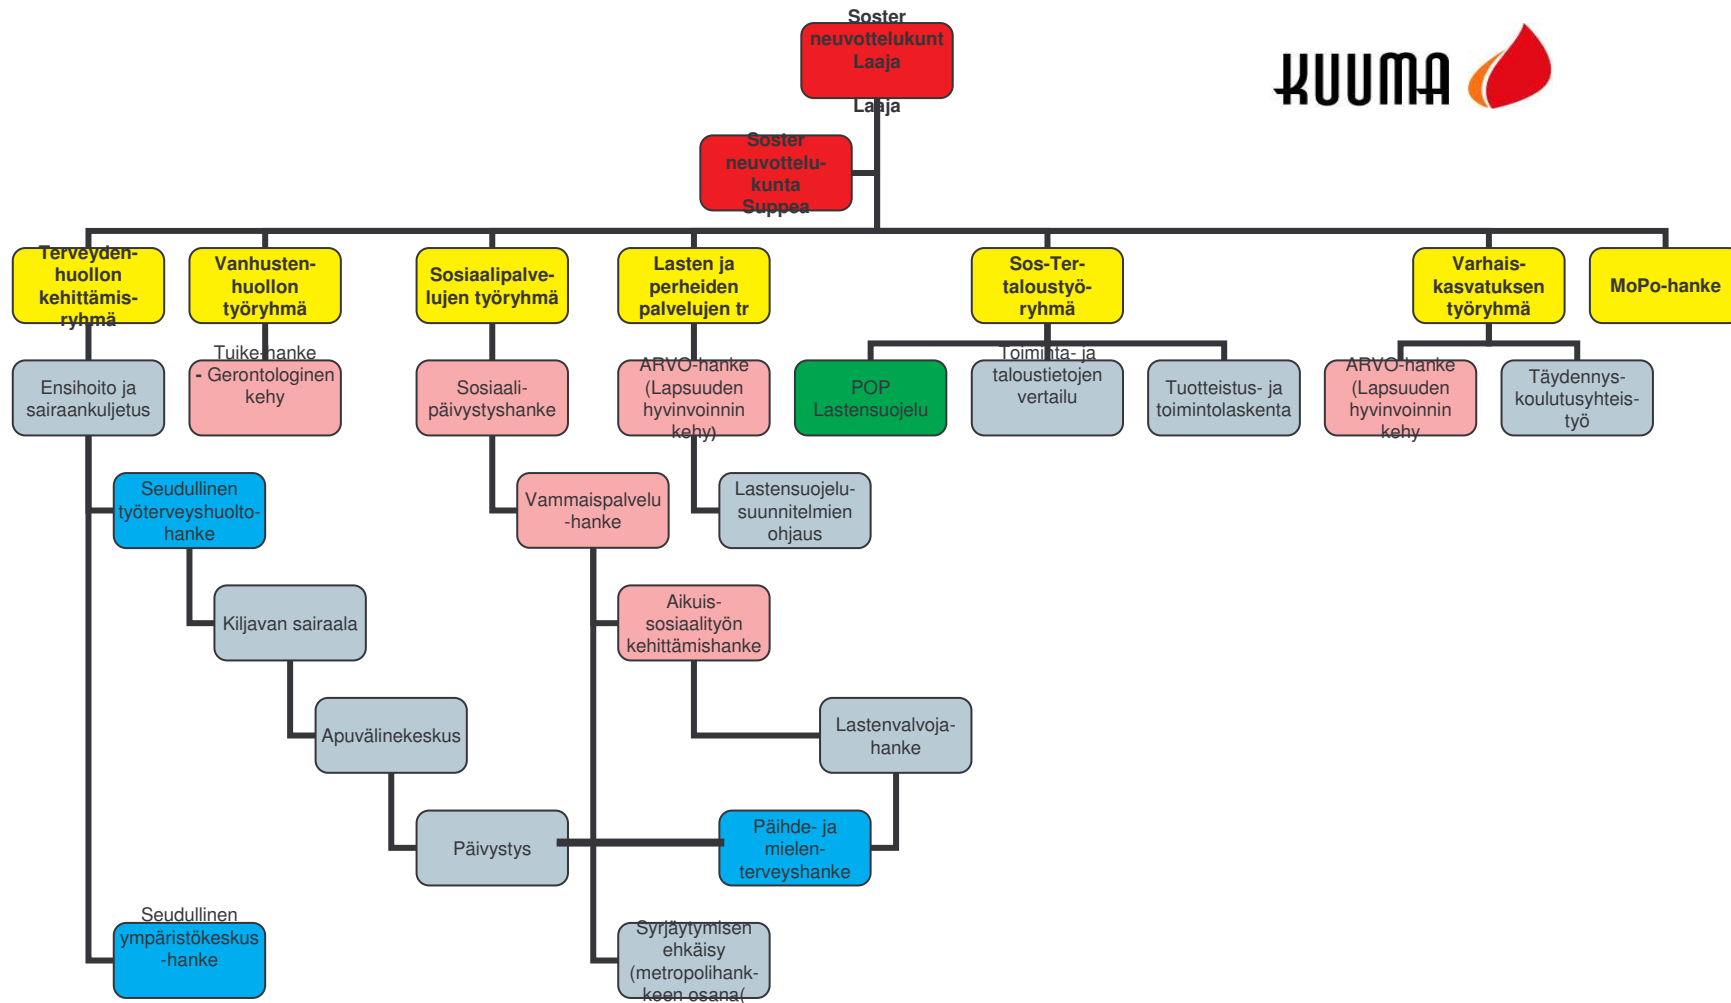 Soster
neuvottelukunt
Laaja
Laaja
KUUMA
Soster
neuvottelu-
kunta
Suppea
Terveyden-
huollon
kehittämis-
ryhmä
Vanhusten-
huollon
työryhmä
Sosiaalipalve-
lujen työryhmä
Lasten ja
perheiden
palvelujen tr
Sos-Ter-
taloustyö-
ryhmä
Varhais-
kasvatuksen
työryhmä
MoPo-hanke
Ensihoito ja
sairaankuljetus
Tuike-hanke
- Gerontologinen
kehy
Sosiaali-
päivystyshanke
ARVO-hanke
(Lapsuuden
hyvinvoinnin
kehy)
POP
Lastensuojelu
Toiminta- ja
taloustietojen
vertailu
Tuotteistus- ja
toimintolaskenta
ARVO-hanke
(Lapsuuden
hyvinvoinnin
kehy
Täydennys-
koulutusyhteis-
työ
Seudullinen
työterveyshuolto-
hanke
Vammaispalvelu
-hanke
Lastensuojelu-
suunnitelmien
ohjaus
Kiljavan sairaala
Aikuis-
sosiaalityön
kehittämishanke
Apuvälinekeskus
Lastenvalvoja-
hanke
Päivystys
Päihde- ja
mielen-
terveyshanke
Seudullinen
ympäristökeskus
-hanke
Syrjäytymisen
ehkäisy
(metropolihank-
keen osana(